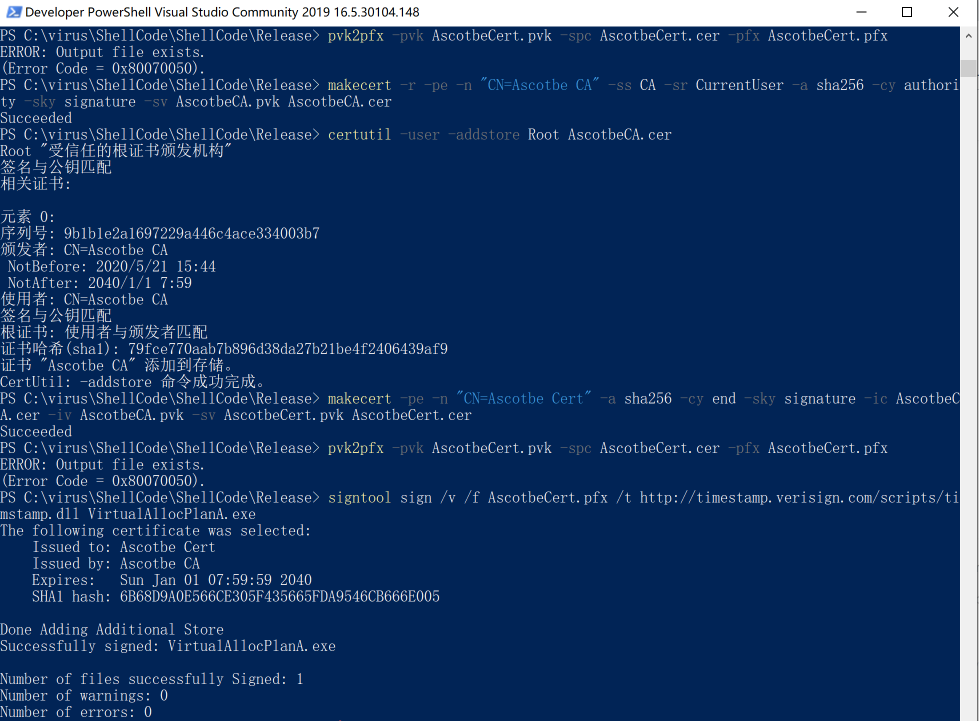 Developer PowerShell Visual Studio Community 2019 16.5.30104.148
PS C:\virus\ShellCode\ShellCode\Release> pvk2pfx -pvk AscotbeCert.pvk -spc AscotbeCert.cer -pfx AscotbeCert.pfx
ERROR: Output file exists.
(Error Code = 0x80070050).
PS C:\virus\ShellCode\ShellCode\Release> makecert -r -pe -n "CN=Ascotbe CA" -ss CA -sr CurrentUser -a sha256 -cy authori
ty -sky signature -sv AscotbeCA.pvk AscotbeCA.cer
Succeeded
PS C:\virus\ShellCode\ShellCode\Release> certutil -user -addstore Root AscotbeCA.cer
Root "受信任的根证书颁发机构"
签名与公钥匹配
相关证书:
元素 0:
序列号: 9b1b1e2a1697229a446c4ace334003b7
颁发者: CN=Ascotbe CA
NotBefore: 2020/5/21 15:44
NotAfter: 2040/1/1 7:59
使用者: CN=Ascotbe CA
签名与公钥匹配
根证书: 使用者与颁发者匹配
证书哈希(sha1): 79fce770aab7b896d38da27b21be4f2406439af9
证书 "Ascotbe CA" 添加到存储。
CertUtil: -addstore 命令成功完成。
PS C:\virus\ShellCode\ShellCode\Release> makecert -pe -n "CN=Ascotbe Cert" -a sha256 -cy end -sky signature -ic AscotbeC
A.cer -iv AscotbeCA.pvk -sv AscotbeCert.pvk AscotbeCert.cer
Succeeded
PS C:\virus\ShellCode\ShellCode\Release> pvk2pfx -pvk AscotbeCert.pvk -spc AscotbeCert.cer -pfx AscotbeCert.pfx
ERROR: Output file exists.
(Error Code = 0x80070050).
PS C:\virus\ShellCode\ShellCode\Release> signtool sign /v /f AscotbeCert.pfx /t http://timestamp.verisign.com/scripts/ti
mstamp.dll VirtualAllocPlanA.exe
The following certificate was selected:
Issued to: Ascotbe Cert
Issued by: Ascotbe CA
Expires:   Sun Jan 01 07:59:59 2040
SHA1 hash: 6B68D9A0E566CE305F435665FDA9546CB666E005
Done Adding Additional Store
Successfully signed: VirtualAllocPlanA.exe
Number of files successfully Signed: 1
Number of warnings: 0
Number of errors: 0